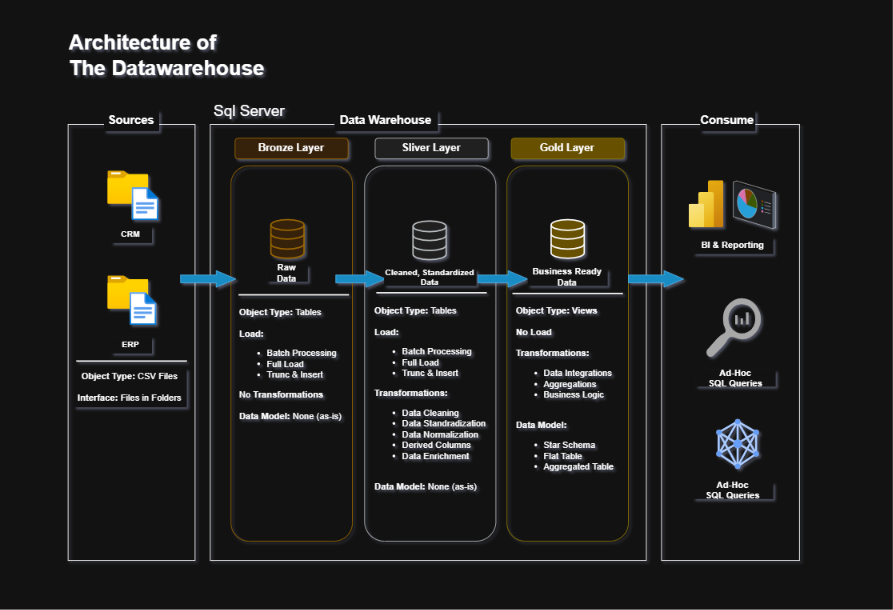 Architecture of
The Datawarehouse
Sources
CRM
ERP
Object Type: CSV Files
Interface: Files in Folders
Sql Server
Data Warehouse
Bronze Layer
Raw
Data
Object Type: Tables
Load:
• Batch Processing
• Full Load
• Trunc & Insert
No Transformations
Data Model: None (as-is)
Sliver Layer
Cleaned, Standardized
Data
Object Type: Tables
Load:
• Batch Processing
• Full Load
• Trunc & Insert
Transformations:
• Data Cleaning
• Data Standradization
• Data Normalization
• Derived Columns
• Data Enrichment
Data Model: None (as-is)
Gold Layer
Business Ready
Data
Object Type: Views
No Load
Transformations:
• Data Integrations
• Aggregations
• Business Logic
Data Model:
• Star Schema
• Flat Table
• Aggregated Table
Consume
BI & Reporting
Ad-Hoc
SQL Queries
Ad-Hoc
SQL Queries